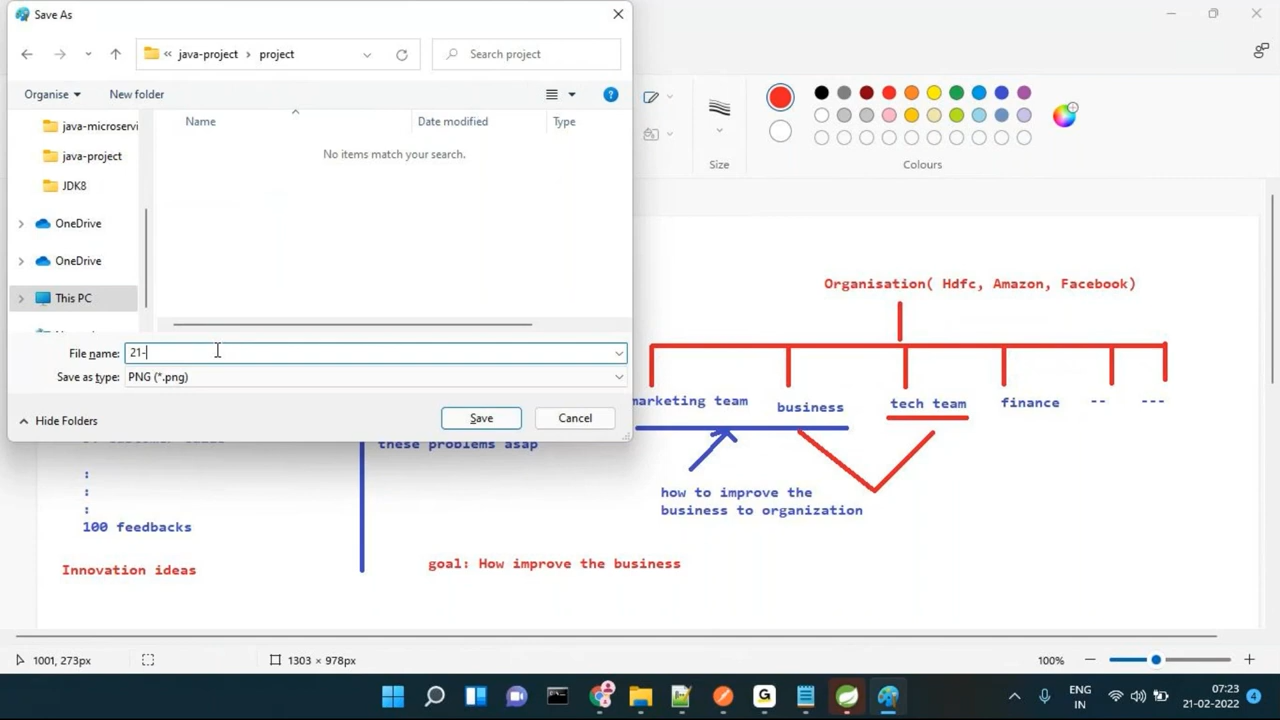 Save As
« java-project › project
Search project
Organise
New folder
Name
Date modified
Type
No items match your search.
java-microservi
java-project
JDK8
OneDrive
OneDrive
This PC
File name: 21-
Save as type: PNG (*.png)
Hide Folders
Save
Cancel
Size
Colours
Organisation( Hdfc, Amazon, Facebook)
marketing team
business
tech team
finance
--
---
these problems asap
how to improve the
business to organization
:
:
:
100 feedbacks
Innovation ideas
goal: How improve the business
1001, 273px
1303 × 978px
100%
ENG
IN
07:23
21-02-2022
4